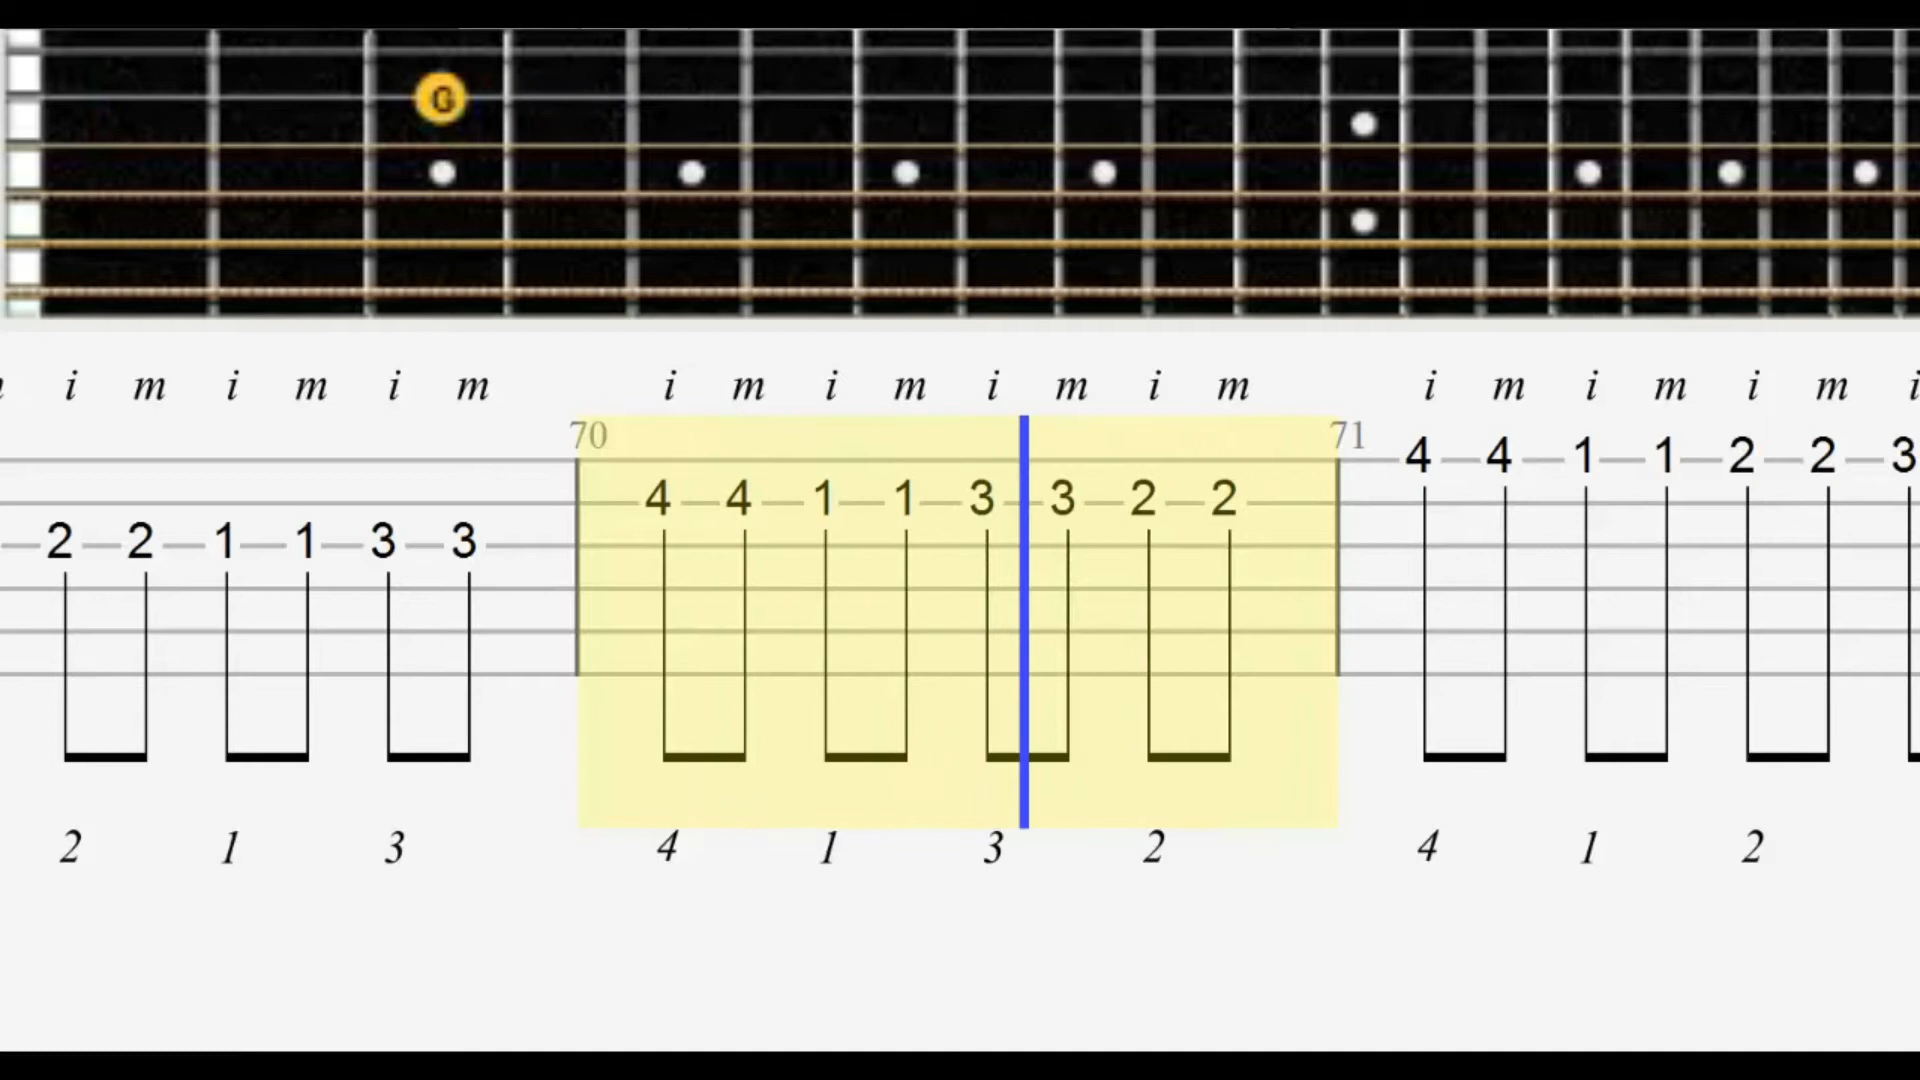 G
i m i m i m i m i m i m i m i m i m i m i
70 71
4 4 1 1 2 2 3
4 4 1 1 3 3 2 2
2 2 1 1 3 3
2 1 3 4 1 3 2 4 1 2